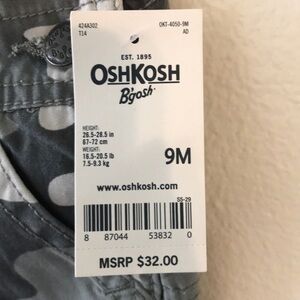 424A302 OKT-4050-9M
T14 AD
EST. 1895
OSHKOSH
B'gosh
HEIGHT:
26.5-28.5 in
67-72 cm
WEIGHT:
16.5-20.5 lb
7.5-9.3 kg
9M
www.oshkosh.com
SS-29
8 87044 53832 0
MSRP $32.00